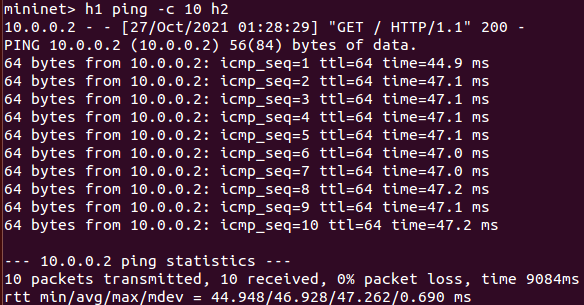 mininet> h1 ping -c 10 h2
10.0.0.2 - - [27/Oct/2021 01:28:29] "GET / HTTP/1.1" 200 -
PING 10.0.0.2 (10.0.0.2) 56(84) bytes of data.
64 bytes from 10.0.0.2: icmp_seq=1 ttl=64 time=44.9 ms
64 bytes from 10.0.0.2: icmp_seq=2 ttl=64 time=47.1 ms
64 bytes from 10.0.0.2: icmp_seq=3 ttl=64 time=47.1 ms
64 bytes from 10.0.0.2: icmp_seq=4 ttl=64 time=47.1 ms
64 bytes from 10.0.0.2: icmp_seq=5 ttl=64 time=47.1 ms
64 bytes from 10.0.0.2: icmp_seq=6 ttl=64 time=47.0 ms
64 bytes from 10.0.0.2: icmp_seq=7 ttl=64 time=47.0 ms
64 bytes from 10.0.0.2: icmp_seq=8 ttl=64 time=47.2 ms
64 bytes from 10.0.0.2: icmp_seq=9 ttl=64 time=47.1 ms
64 bytes from 10.0.0.2: icmp_seq=10 ttl=64 time=47.2 ms
--- 10.0.0.2 ping statistics ---
10 packets transmitted, 10 received, 0% packet loss, time 9084ms
rtt min/avg/max/mdev = 44.948/46.928/47.262/0.690 ms